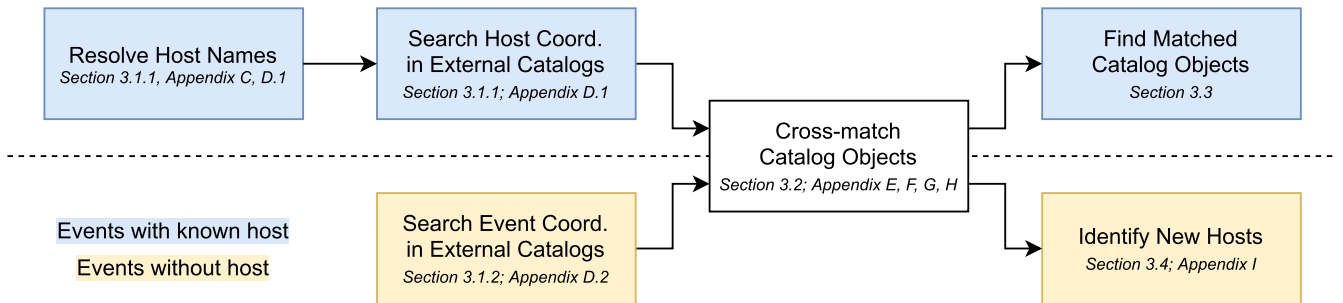 Resolve Host Names
Section 3.1.1, Appendix C, D.1
Search Host Coord.
in External Catalogs
Section 3.1.1; Appendix D.1
Cross-match
Catalog Objects
Section 3.2; Appendix E, F, G, H
Find Matched
Catalog Objects
Section 3.3
Events with known host
Events without host
Search Event Coord.
in External Catalogs
Section 3.1.2; Appendix D.2
Identify New Hosts
Section 3.4; Appendix I